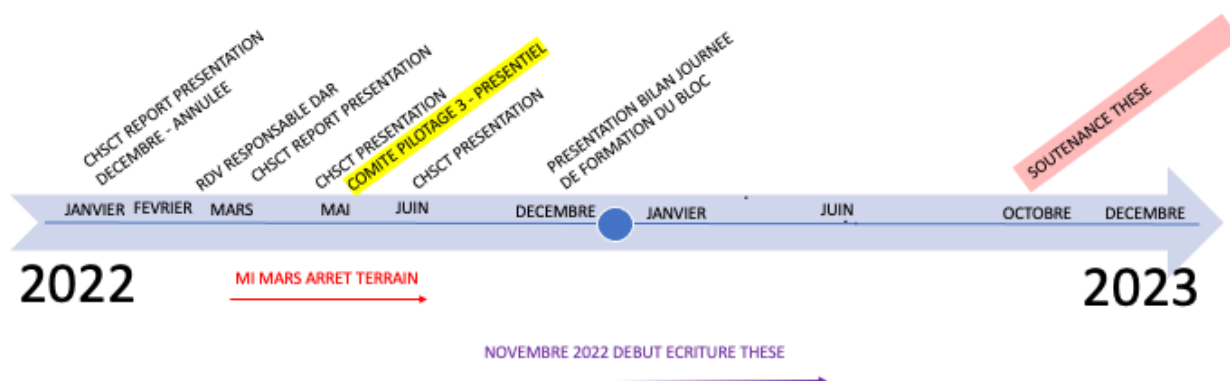 CHSCT REPORT PRESENTATION
DECEMBRE - ANNULEE
RDV RESPONSABLE DAR
CHSCT REPORT PRESENTATION
CHSCT PRESENTATION
COMITE PILOTAGE 3 - PRESENTIEL
CHSCT PRESENTATION
PRESENTATION BILAN JOURNEE
DE FORMATION DU BLOC
SOUTENANCE THESE
JANVIER FEVRIER MARS MAI JUIN DECEMBRE JANVIER JUIN OCTOBRE DECEMBRE
2022 2023
MI MARS ARRET TERRAIN
NOVEMBRE 2022 DEBUT ECRITURE THESE